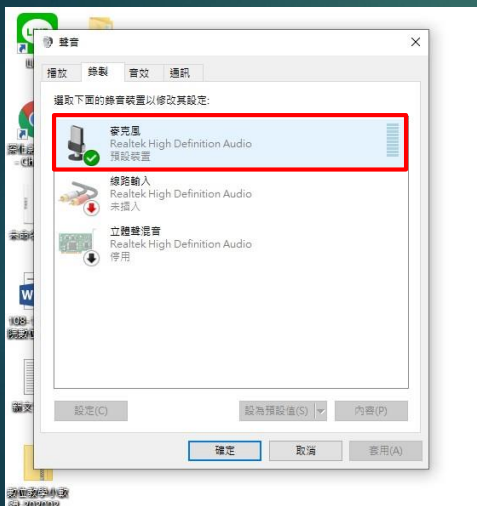 聲音
播放 錄製 音效 通訊
選取下面的錄音裝置以修改其設定:
麥克風
Realtek High Definition Audio
預設裝置
線路輸入
Realtek High Definition Audio
未插入
立體聲混音
Realtek High Definition Audio
停用
設定(C) 設為預設值(S) 內容(P)
確定 取消 套用(A)
W
108-